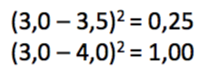 (3,0 – 3,5)² = 0,25
(3,0 – 4,0)² = 1,00